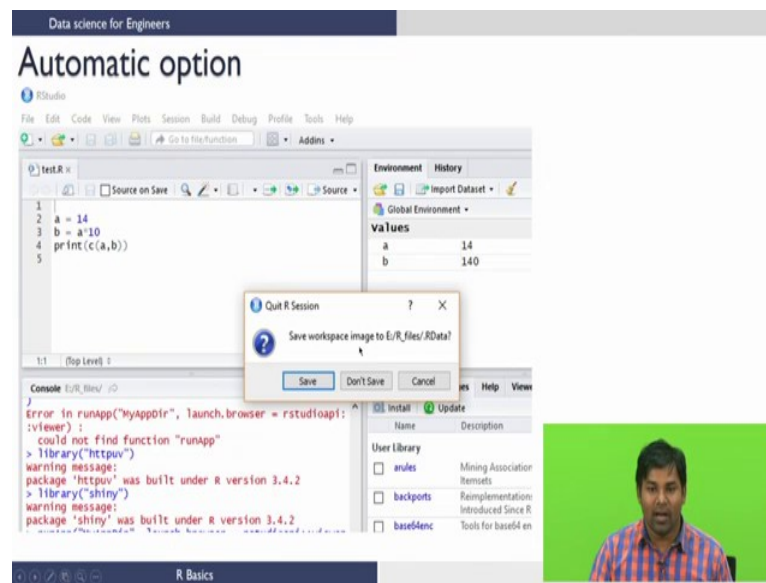 Data science for Engineers
Automatic option
RStudio
File Edit Code View Plots Session Build Debug Profile Tools Help
Go to file/function Addins
test.R
Source on Save Source
1
2 a = 14
3 b = a*10
4 print(c(a,b))
5
1:1 (Top Level)
Environment History
Import Dataset
Global Environment
Values
a 14
b 140
Quit R Session ? X
Save workspace image to E:/R_files/.RData?
Save Don't Save Cancel
Console E:/R_files/
}
Error in runApp("MyAppDir", launch.browser = rstudioapi:
:viewer) :
could not find function "runApp"
> library("httpuv")
Warning message:
package 'httpuv' was built under R version 3.4.2
> library("shiny")
Warning message:
package 'shiny' was built under R version 3.4.2
Help Viewe
Install Update
Name Description
User Library
arules Mining Association
Itemsets
backports Reimplementations
Introduced Since R
base64enc Tools for base64 en
R Basics